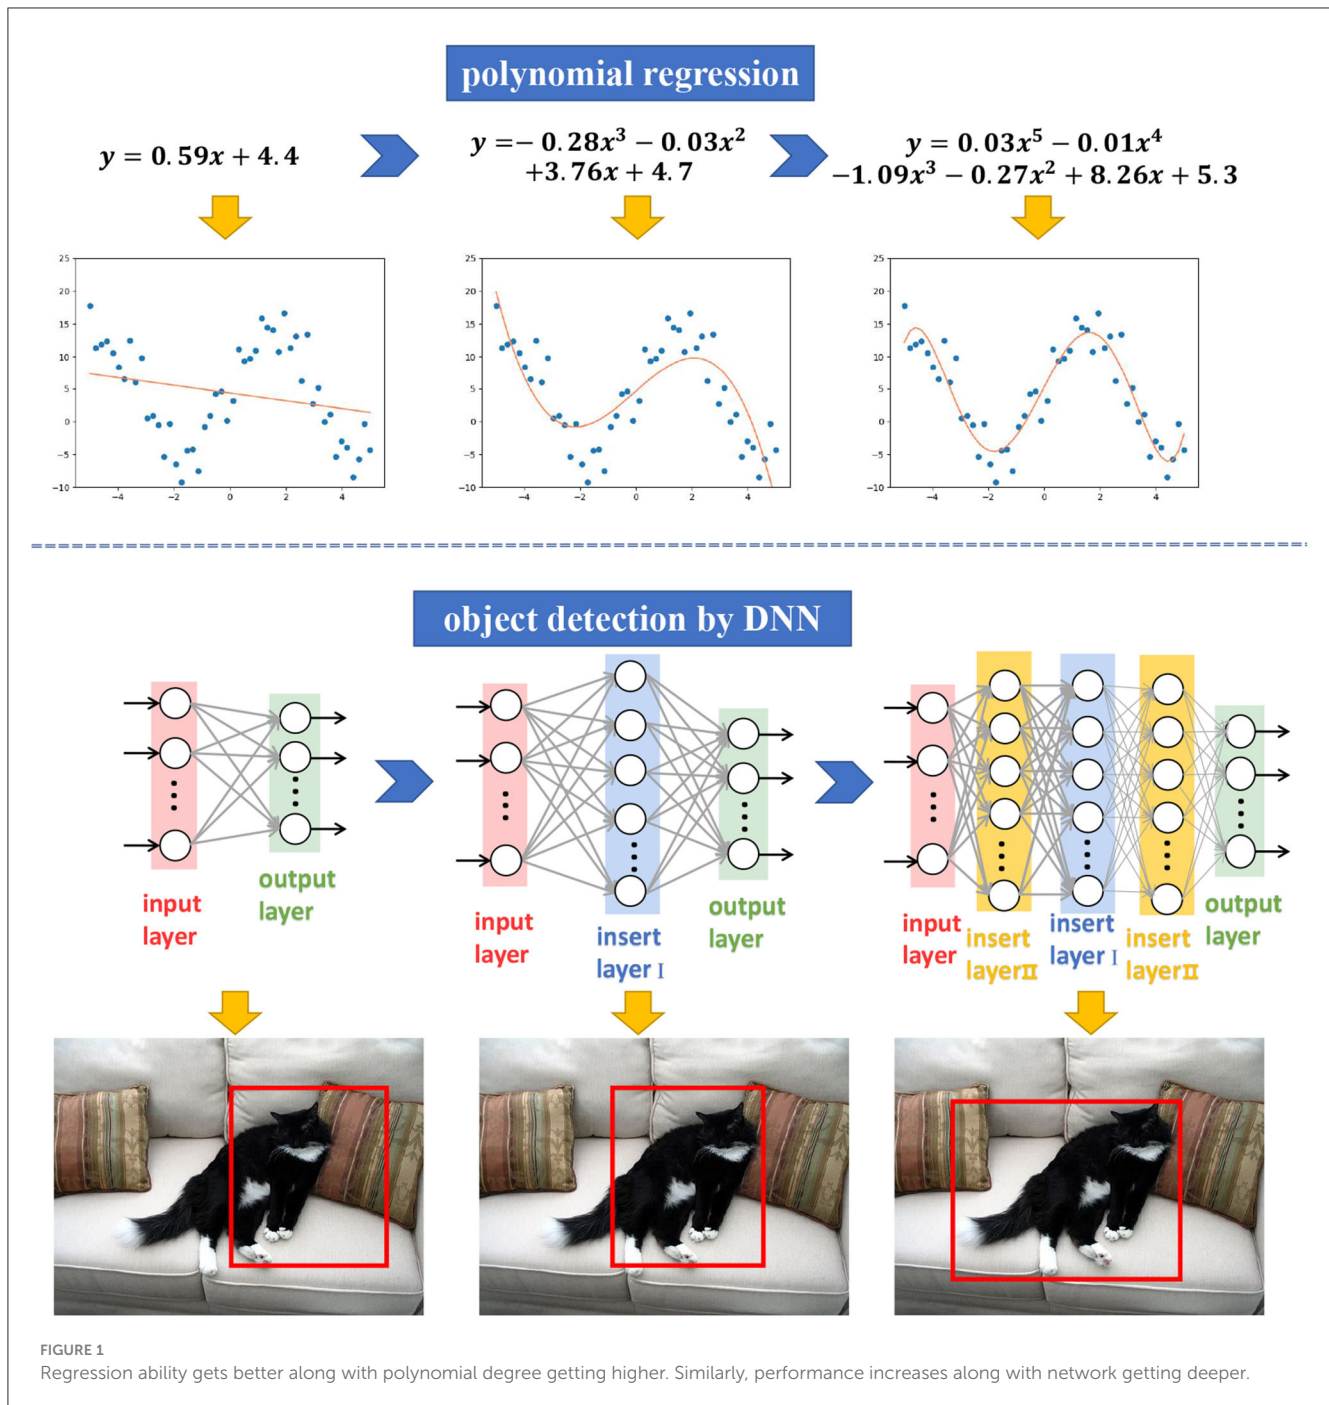 polynomial regression
y = 0.59x + 4.4
y =− 0.28x³ − 0.03x²
+3.76x + 4.7
y = 0.03x⁵ − 0.01x⁴
−1.09x³ − 0.27x² + 8.26x + 5.3
25
20
15
10
5
0
−5
−10
−4
−2
0
2
4
25
20
15
10
5
0
−5
−10
−4
−2
0
2
4
25
20
15
10
5
0
−5
−10
−4
−2
0
2
4
object detection by DNN
input
layer
output
layer
input
layer
insert
layer I
output
layer
input
layer
insert
layerII
insert
layer I
insert
layerII
output
layer
FIGURE 1
Regression ability gets better along with polynomial degree getting higher. Similarly, performance increases along with network getting deeper.